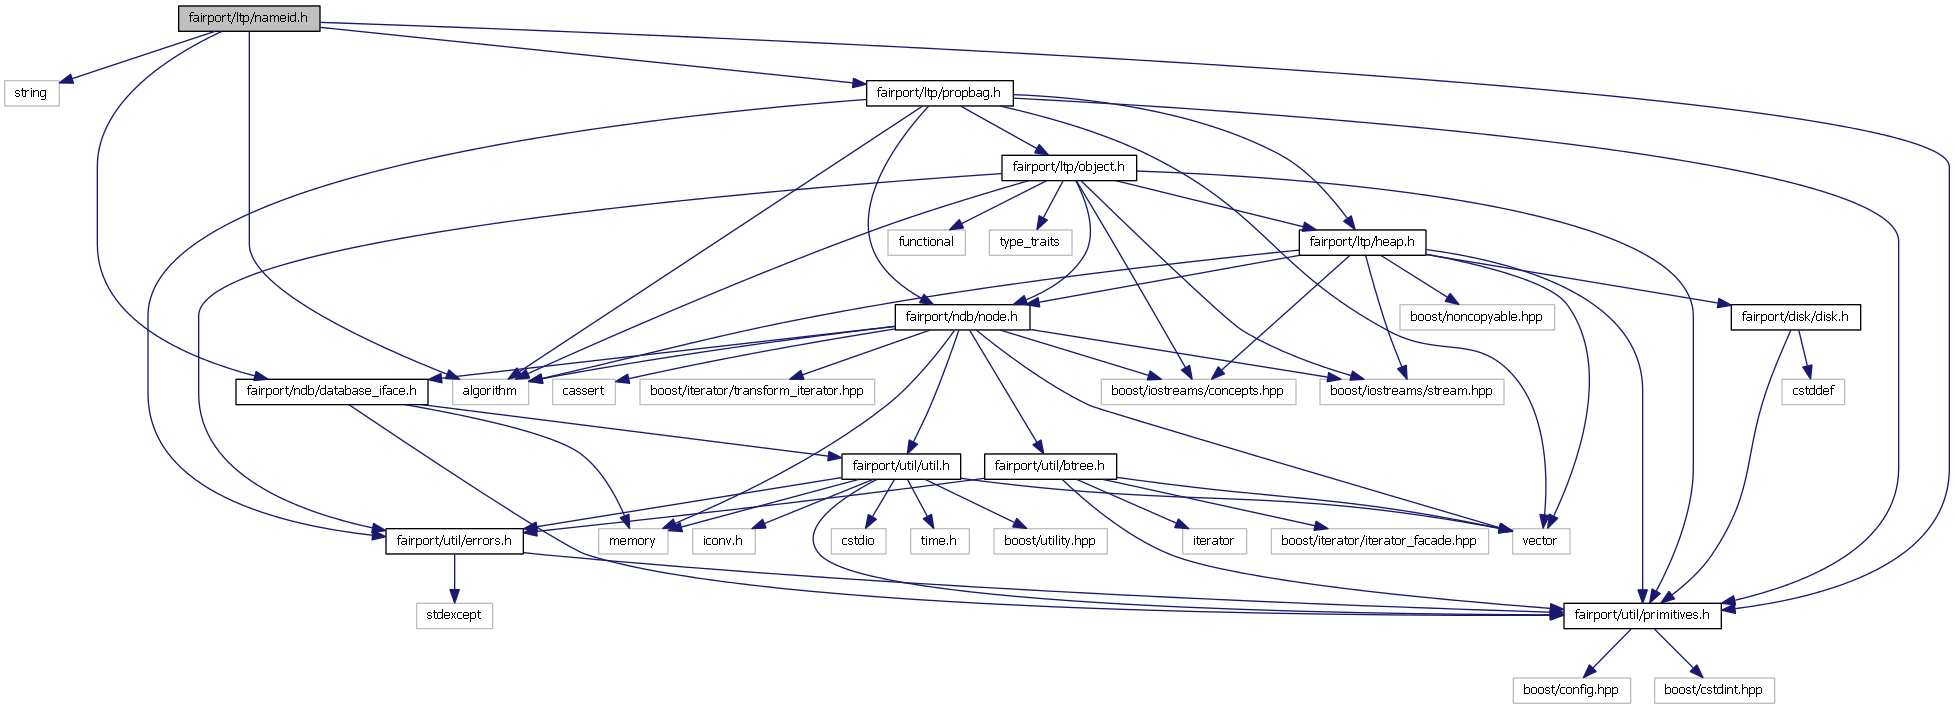 fairport/ltp/nameid.h
string
fairport/ltp/propbag.h
fairport/ltp/object.h
functional
type_traits
fairport/ltp/heap.h
fairport/ndb/node.h
boost/noncopyable.hpp
fairport/disk/disk.h
fairport/ndb/database_iface.h
algorithm
cassert
boost/iterator/transform_iterator.hpp
boost/iostreams/concepts.hpp
boost/iostreams/stream.hpp
cstddef
fairport/util/util.h
fairport/util/btree.h
fairport/util/errors.h
memory
iconv.h
cstdio
time.h
boost/utility.hpp
iterator
boost/iterator/iterator_facade.hpp
vector
stdexcept
fairport/util/primitives.h
boost/config.hpp
boost/cstdint.hpp